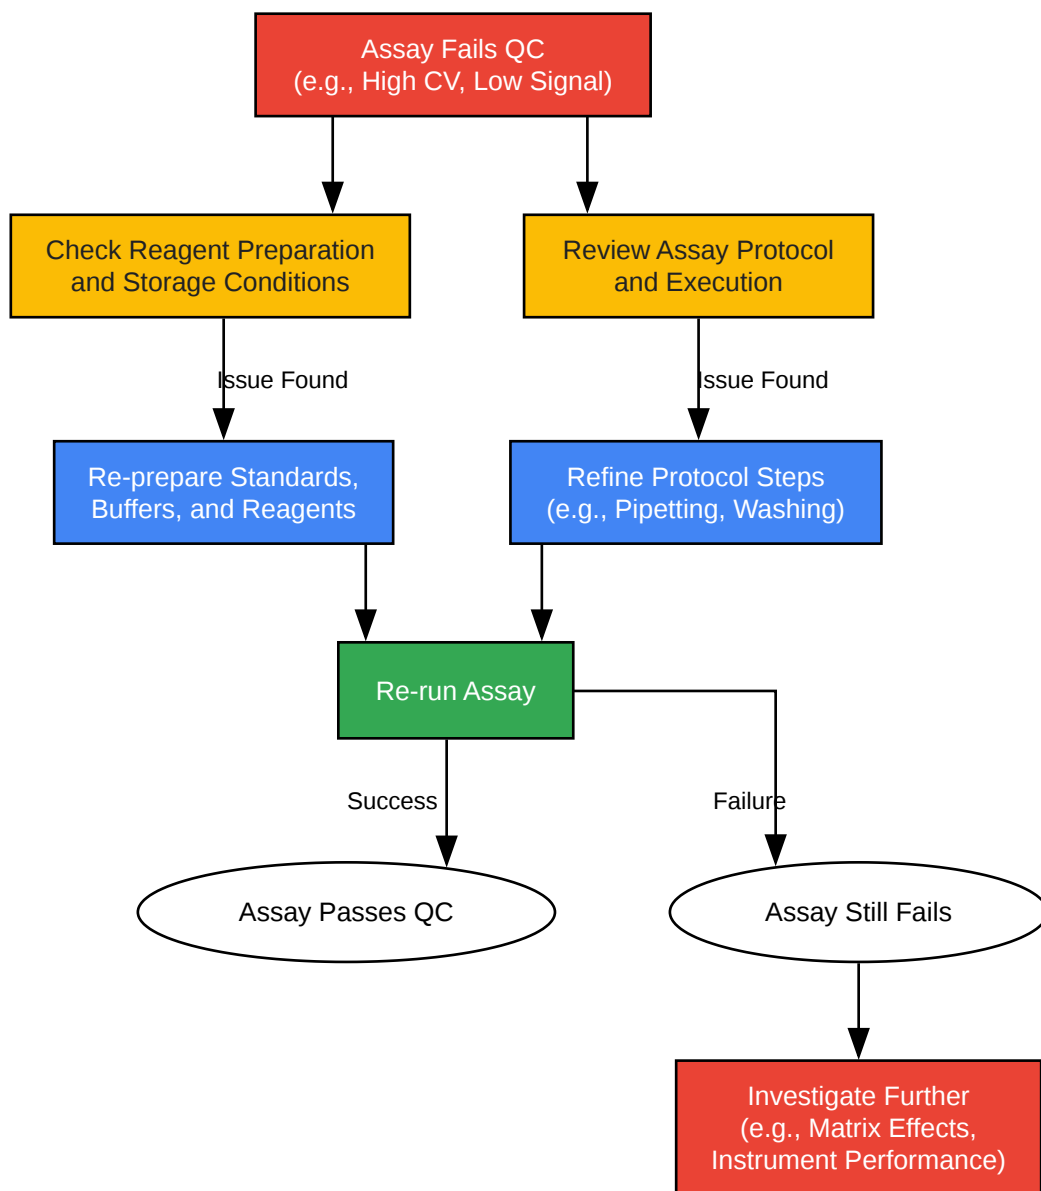 Assay Fails QC
(e.g., High CV, Low Signal)
Check Reagent Preparation
and Storage Conditions
Review Assay Protocol
and Execution
Issue Found
Issue Found
Re-prepare Standards,
Buffers, and Reagents
Refine Protocol Steps
(e.g., Pipetting, Washing)
Re-run Assay
Success
Failure
Assay Passes QC
Assay Still Fails
Investigate Further
(e.g., Matrix Effects,
Instrument Performance)